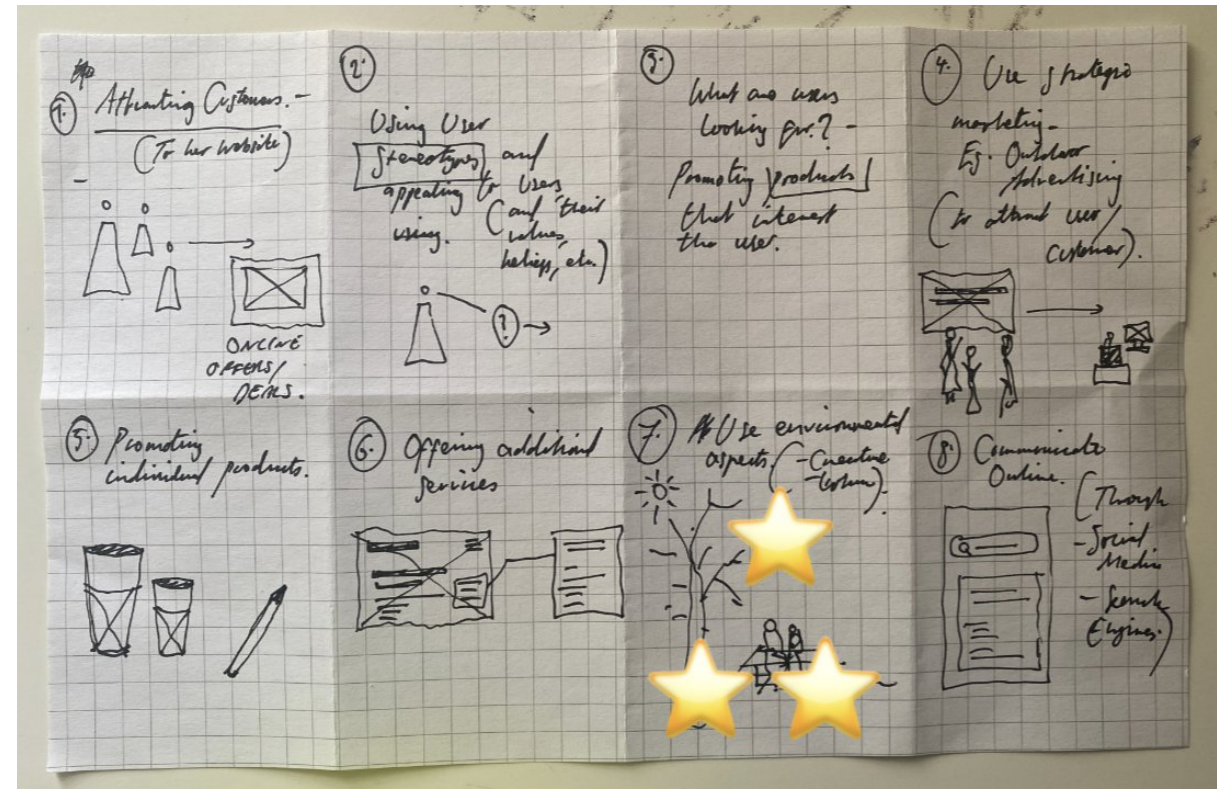 1. Attracting Customers. -
(To her website)
ONLINE
OFFERS/
DEALS.
2.
Using User
Stereotypes and
appealing to Users
using. (and their
values,
beliefs, etc.)
?
3.
What are users
looking for? -
Promoting products
that interest
the user.
4. Use strategic
marketing-
Eg. Outdoor
Advertising
(to attract user/
customer).
5. Promoting
individual products.
6. Offering additional
Services
7. Use environmental
aspects. (-Creative
8. Communicate
Online.
(Through
- Social
Media
- Search
Engines.)